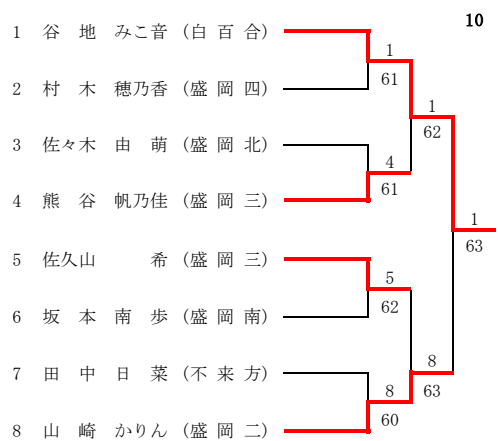 10
1 谷 地 みこ音 (白 百 合)
1
61
2 村 木 穂乃香 (盛 岡 四)
1
62
3 佐々木 由 萌 (盛 岡 北)
4
61
4 熊 谷 帆乃佳 (盛 岡 三)
1
63
5 佐久山 希 (盛 岡 三)
5
62
6 坂 本 南 歩 (盛 岡 南)
8
63
7 田 中 日 菜 (不 来 方)
8
60
8 山 崎 かりん (盛 岡 二)